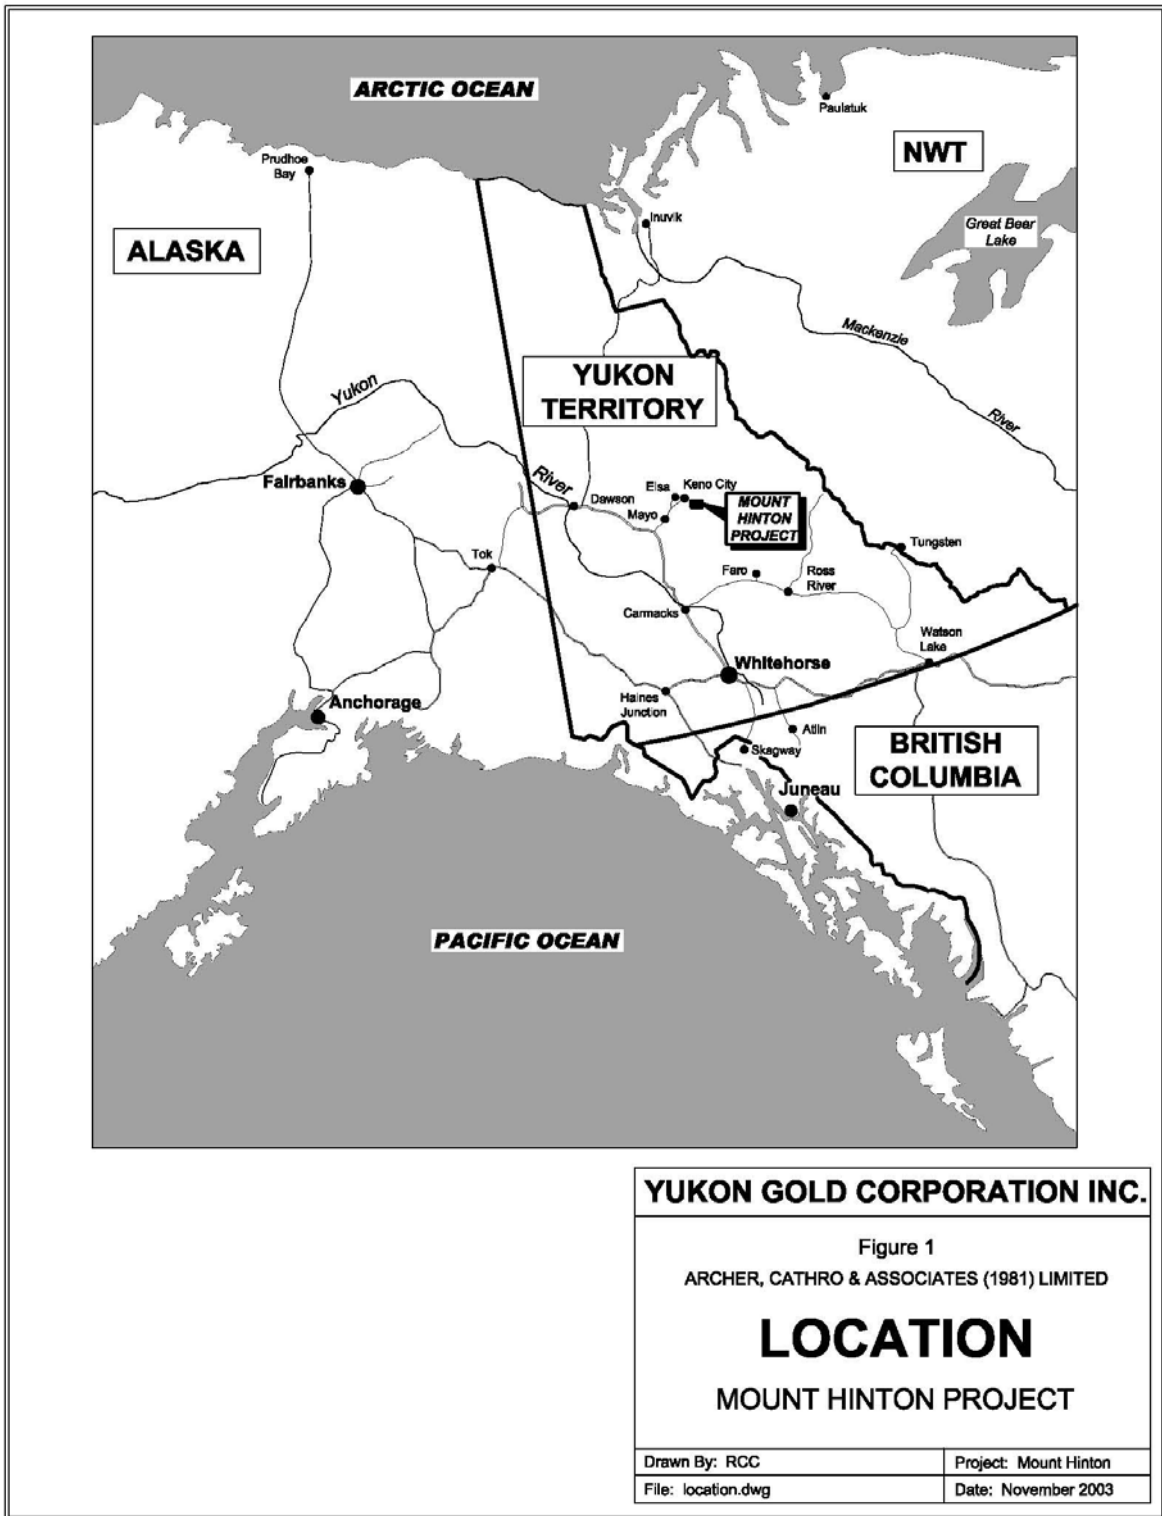 ARCTIC OCEAN
Paulatuk
NWT
Prudhoe
Bay
Inuvik
Great Bear
Lake
ALASKA
Mackenzie
River
YUKON
TERRITORY
Yukon
River
Fairbanks
Dawson
Elsa
Keno City
Mayo
MOUNT
HINTON
PROJECT
Tungsten
Tok
Faro
Ross
River
Carmacks
Watson
Lake
Whitehorse
Haines
Junction
Anchorage
Atlin
Skagway
BRITISH
COLUMBIA
Juneau
PACIFIC OCEAN
YUKON GOLD CORPORATION INC.
Figure 1
ARCHER, CATHRO & ASSOCIATES (1981) LIMITED
LOCATION
MOUNT HINTON PROJECT
Drawn By: RCC
Project: Mount Hinton
File: location.dwg
Date: November 2003